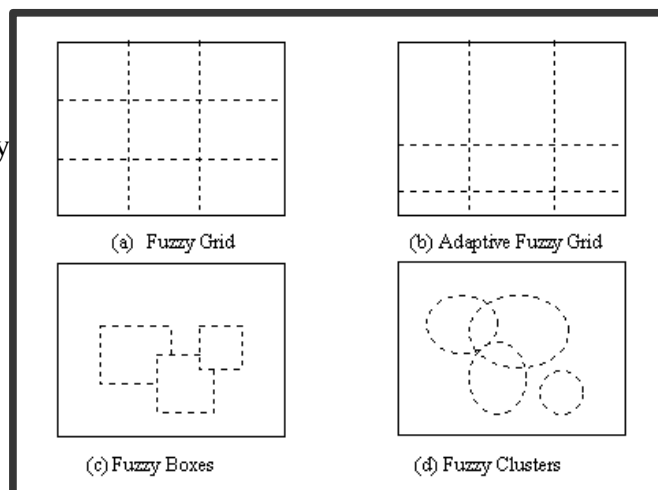 y
(a) Fuzzy Grid
(b) Adaptive Fuzzy Grid
(c) Fuzzy Boxes
(d) Fuzzy Clusters